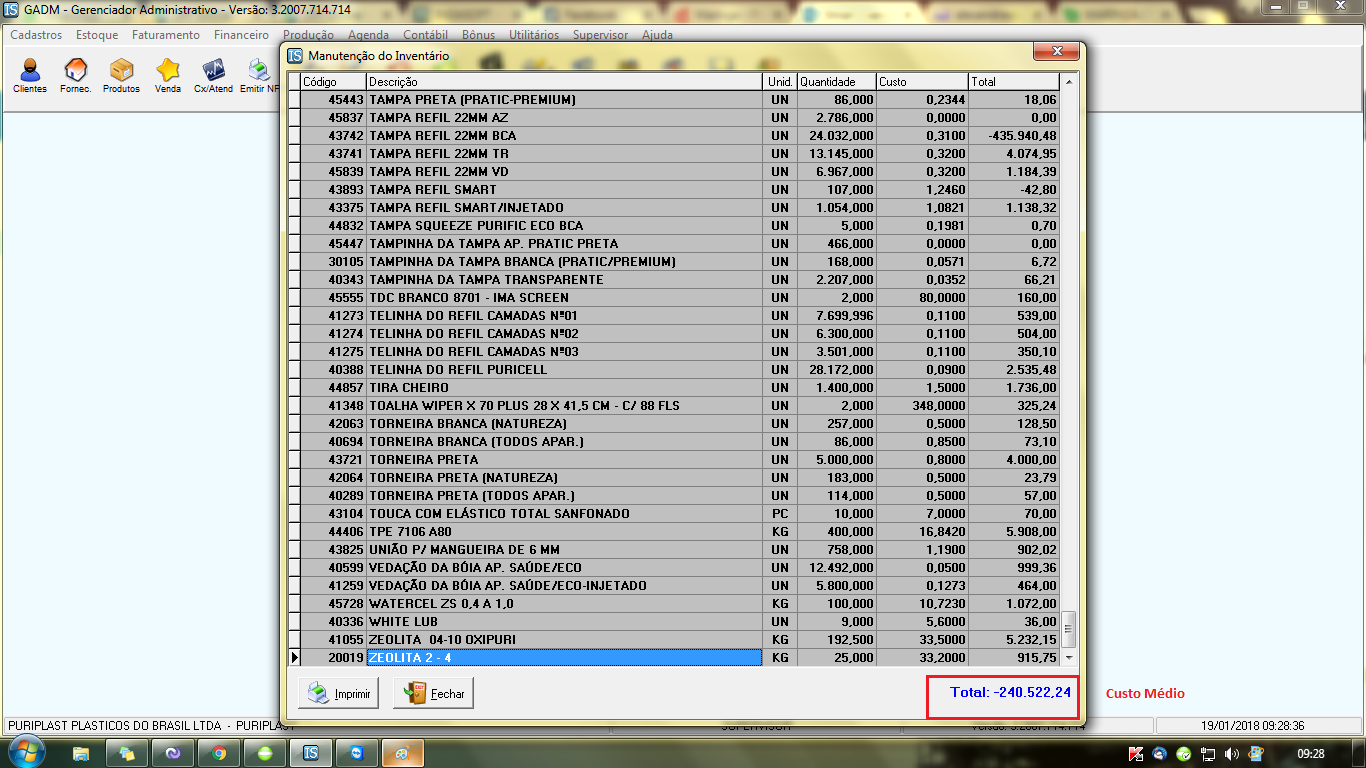 GADM - Gerenciador Administrativo - Versão: 3.2007.714.714
Cadastros Estoque Faturamento Financeiro Produção Agenda Contábil Bônus Utilitários Supervisor Ajuda
Clientes Fornec. Produtos Venda Cx/Atend Emitir NF
Manutenção do Inventário
Código Descrição Unid. Quantidade Custo Total
45443 TAMPA PRETA (PRATIC-PREMIUM) UN 86,000 0,2344 18,06
45837 TAMPA REFIL 22MM AZ UN 2.786,000 0,0000 0,00
43742 TAMPA REFIL 22MM BCA UN 24.032,000 0,3100 -435.940,48
43741 TAMPA REFIL 22MM TR UN 13.145,000 0,3200 4.074,95
45839 TAMPA REFIL 22MM VD UN 6.967,000 0,3200 1.184,39
43893 TAMPA REFIL SMART UN 107,000 1,2460 -42,80
43375 TAMPA REFIL SMART/INJETADO UN 1.054,000 1,0821 1.138,32
44832 TAMPA SQUEEZE PURIFIC ECO BCA UN 5,000 0,1981 0,70
45447 TAMPINHA DA TAMPA AP. PRATIC PRETA UN 466,000 0,0000 0,00
30105 TAMPINHA DA TAMPA BRANCA (PRATIC/PREMIUM) UN 168,000 0,0571 6,72
40343 TAMPINHA DA TAMPA TRANSPARENTE UN 2.207,000 0,0352 66,21
45555 TDC BRANCO 8701 - IMA SCREEN UN 2,000 80,0000 160,00
41273 TELINHA DO REFIL CAMADAS Nº01 UN 7.699,996 0,1100 539,00
41274 TELINHA DO REFIL CAMADAS Nº02 UN 6.300,000 0,1100 504,00
41275 TELINHA DO REFIL CAMADAS Nº03 UN 3.501,000 0,1100 350,10
40388 TELINHA DO REFIL PURICELL UN 28.172,000 0,0900 2.535,48
44857 TIRA CHEIRO UN 1.400,000 1,5000 1.736,00
41348 TOALHA WIPER X 70 PLUS 28 X 41,5 CM - C/ 88 FLS UN 2,000 348,0000 325,24
42063 TORNEIRA BRANCA (NATUREZA) UN 257,000 0,5000 128,50
40694 TORNEIRA BRANCA (TODOS APAR.) UN 86,000 0,8500 73,10
43721 TORNEIRA PRETA UN 5.000,000 0,8000 4.000,00
42064 TORNEIRA PRETA (NATUREZA) UN 183,000 0,5000 23,79
40289 TORNEIRA PRETA (TODOS APAR.) UN 114,000 0,5000 57,00
43104 TOUCA COM ELÁSTICO TOTAL SANFONADO PC 10,000 7,0000 70,00
44406 TPE 7106 A80 KG 400,000 16,8420 5.908,00
43825 UNIÃO P/ MANGUEIRA DE 6 MM UN 758,000 1,1900 902,02
40599 VEDAÇÃO DA BÓIA AP. SAÚDE/ECO UN 12.492,000 0,0500 999,36
41259 VEDAÇÃO DA BÓIA AP. SAÚDE/ECO-INJETADO UN 5.800,000 0,1273 464,00
45728 WATERCEL ZS 0,4 A 1,0 KG 100,000 10,7230 1.072,00
40336 WHITE LUB UN 9,000 5,6000 36,00
41055 ZEOLITA 04-10 OXIPURI KG 192,500 33,5000 5.232,15
20019 ZEOLITA 2 - 4 KG 25,000 33,2000 915,75
Imprimir Fechar Total: -240.522,24 Custo Médio
PURIPLAST PLASTICOS DO BRASIL LTDA - PURIPLAST SUPERVISOR Versão: 3.2007.714.714 19/01/2018 09:28:36
09:28